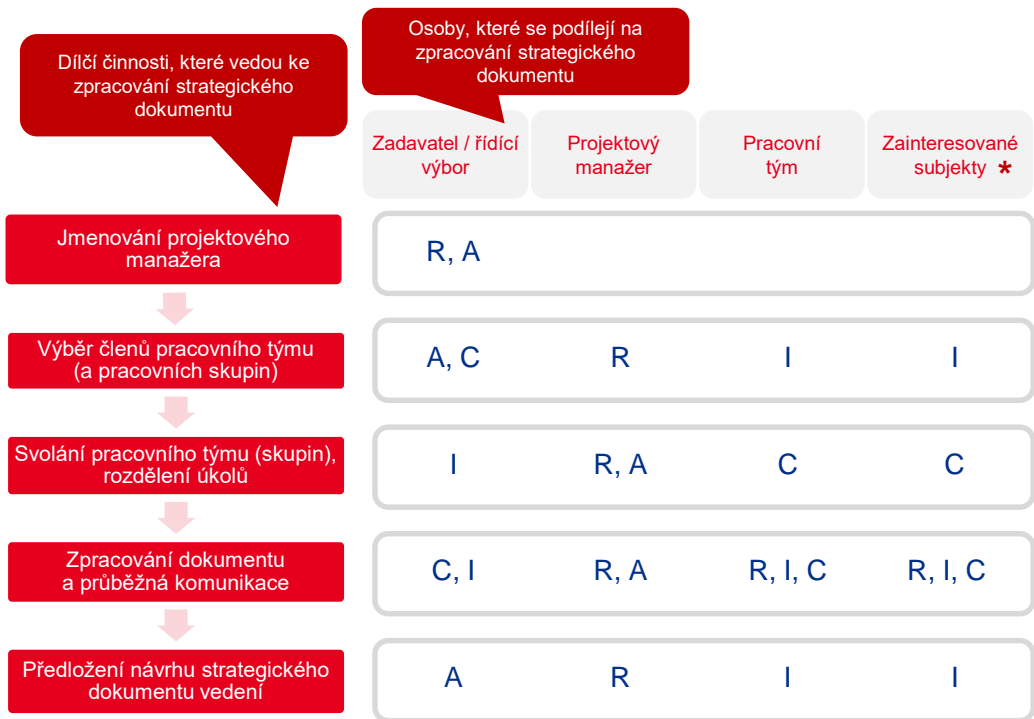 Dílčí činnosti, které vedou ke
zpracování strategického
dokumentu
Osoby, které se podílejí na
zpracování strategického
dokumentu
Zadavatel / řídící
výbor
Projektový
manažer
Pracovní
tým
Zainteresované
subjekty *
Jmenování projektového
manažera
R, A
Výběr členů pracovního týmu
(a pracovních skupin)
A, C
R
I
I
Svolání pracovního týmu (skupin),
rozdělení úkolů
I
R, A
C
C
Zpracování dokumentu
a průběžná komunikace
C, I
R, A
R, I, C
R, I, C
Předložení návrhu strategického
dokumentu vedení
A
R
I
I